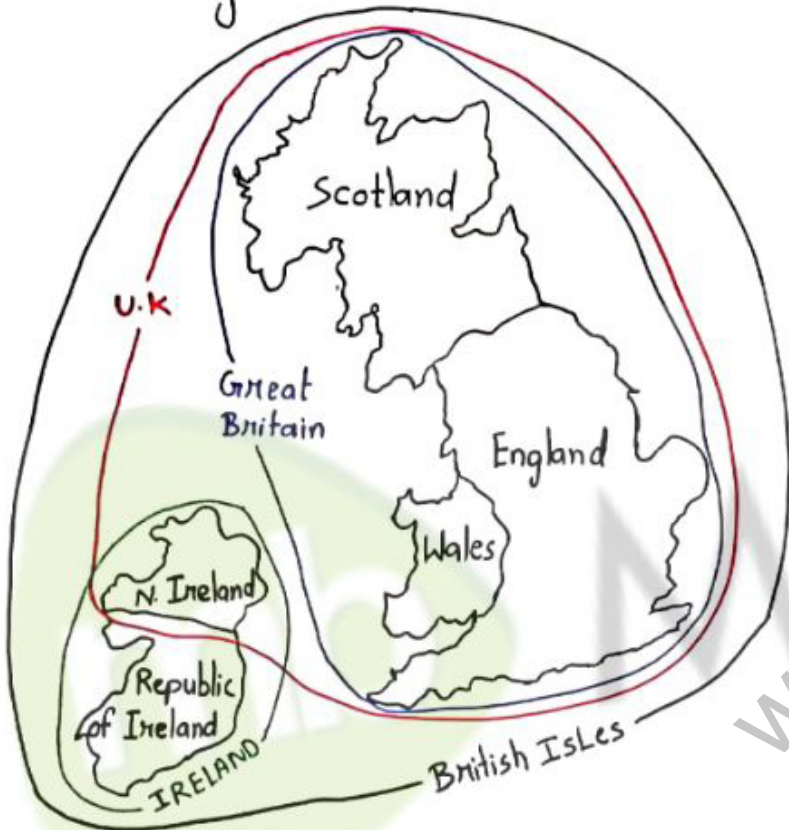 Scotland
U.K
Great
Britain
England
Wales
N. Ireland
Republic
of Ireland
IRELAND
British IsLes